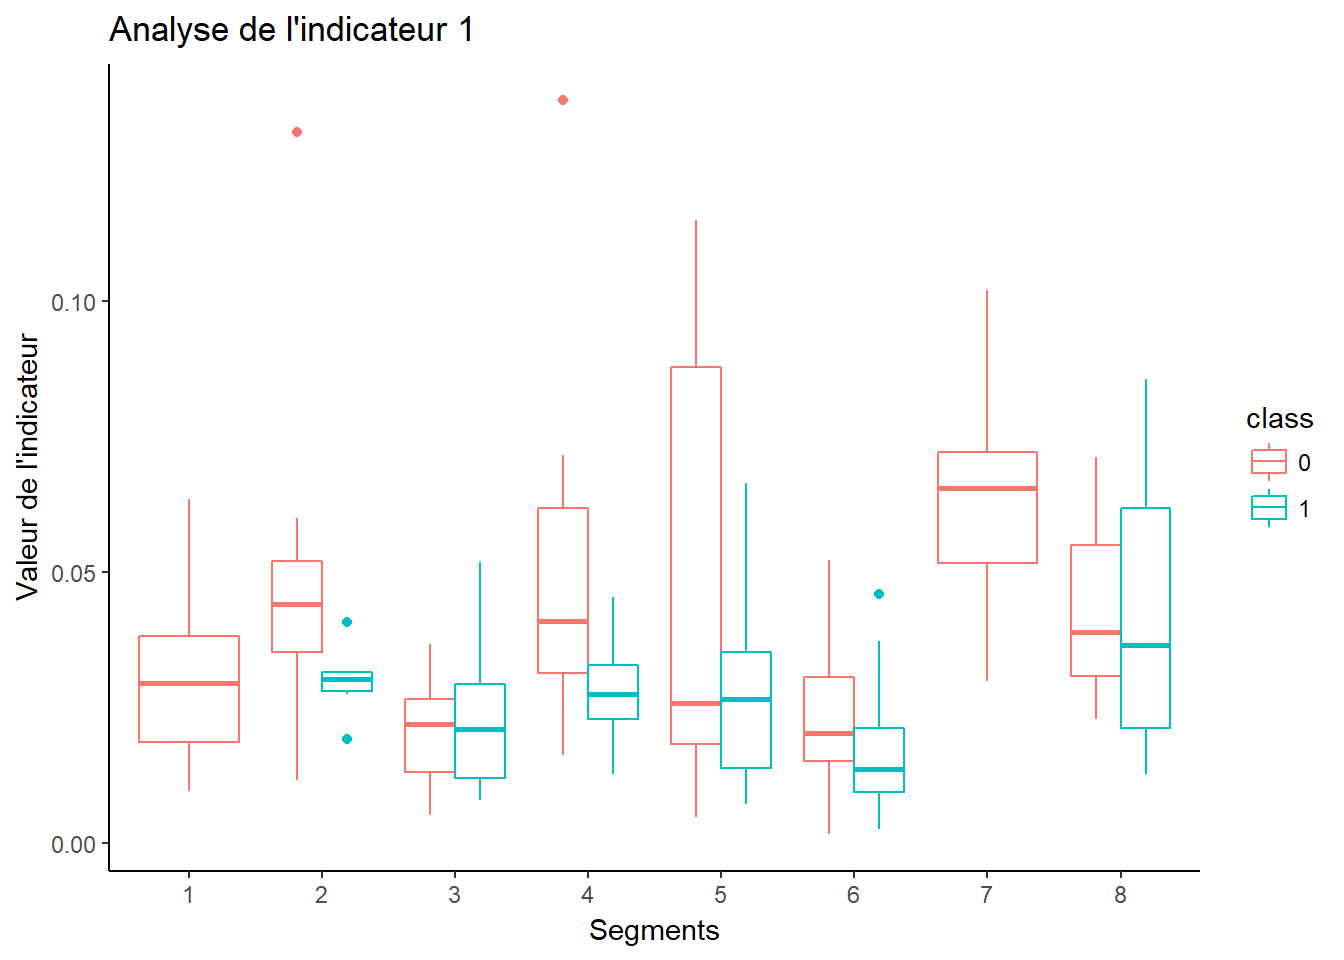 Analyse de l'indicateur 1
Valeur de l'indicateur
0.10
0.05
0.00
1 2 3 4 5 6 7 8
Segments
class
0
1